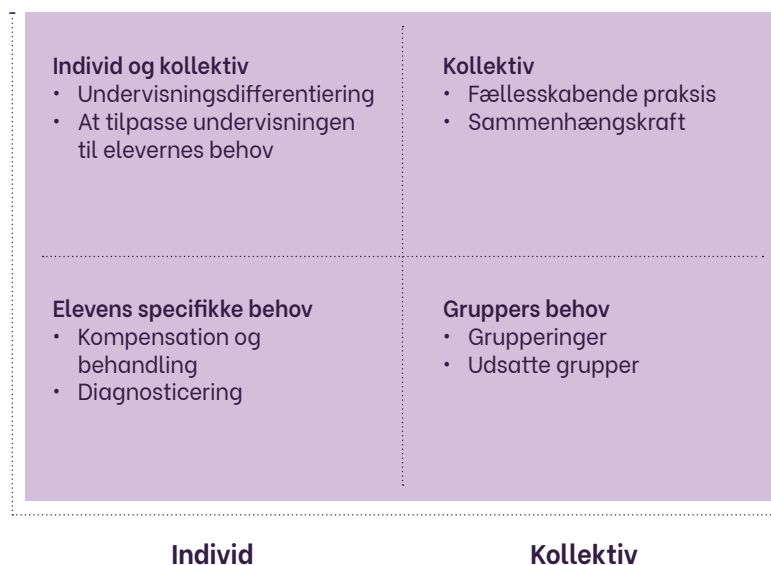 Individ og kollektiv
• Undervisningsdifferentiering
• At tilpasse undervisningen
til elevernes behov
Kollektiv
• Fællesskabende praksis
• Sammenhængskraft
Elevens specifikke behov
• Kompensation og
behandling
• Diagnosticering
Gruppers behov
• Grupperinger
• Udsatte grupper
Individ
Kollektiv